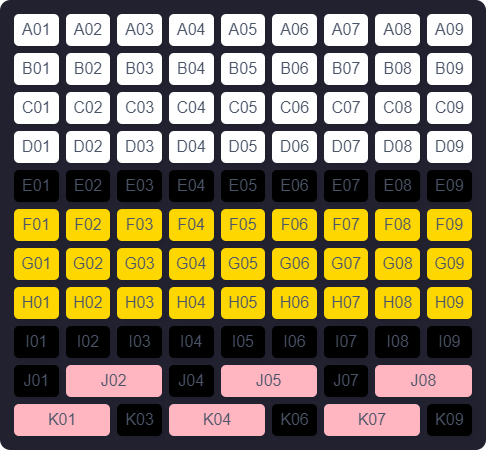 A01 A02 A03 A04 A05 A06 A07 A08 A09
B01 B02 B03 B04 B05 B06 B07 B08 B09
C01 C02 C03 C04 C05 C06 C07 C08 C09
D01 D02 D03 D04 D05 D06 D07 D08 D09
E01 E02 E03 E04 E05 E06 E07 E08 E09
F01 F02 F03 F04 F05 F06 F07 F08 F09
G01 G02 G03 G04 G05 G06 G07 G08 G09
H01 H02 H03 H04 H05 H06 H07 H08 H09
I01 I02 I03 I04 I05 I06 I07 I08 I09
J01 J02 J04 J05 J07 J08
K01 K03 K04 K06 K07 K09